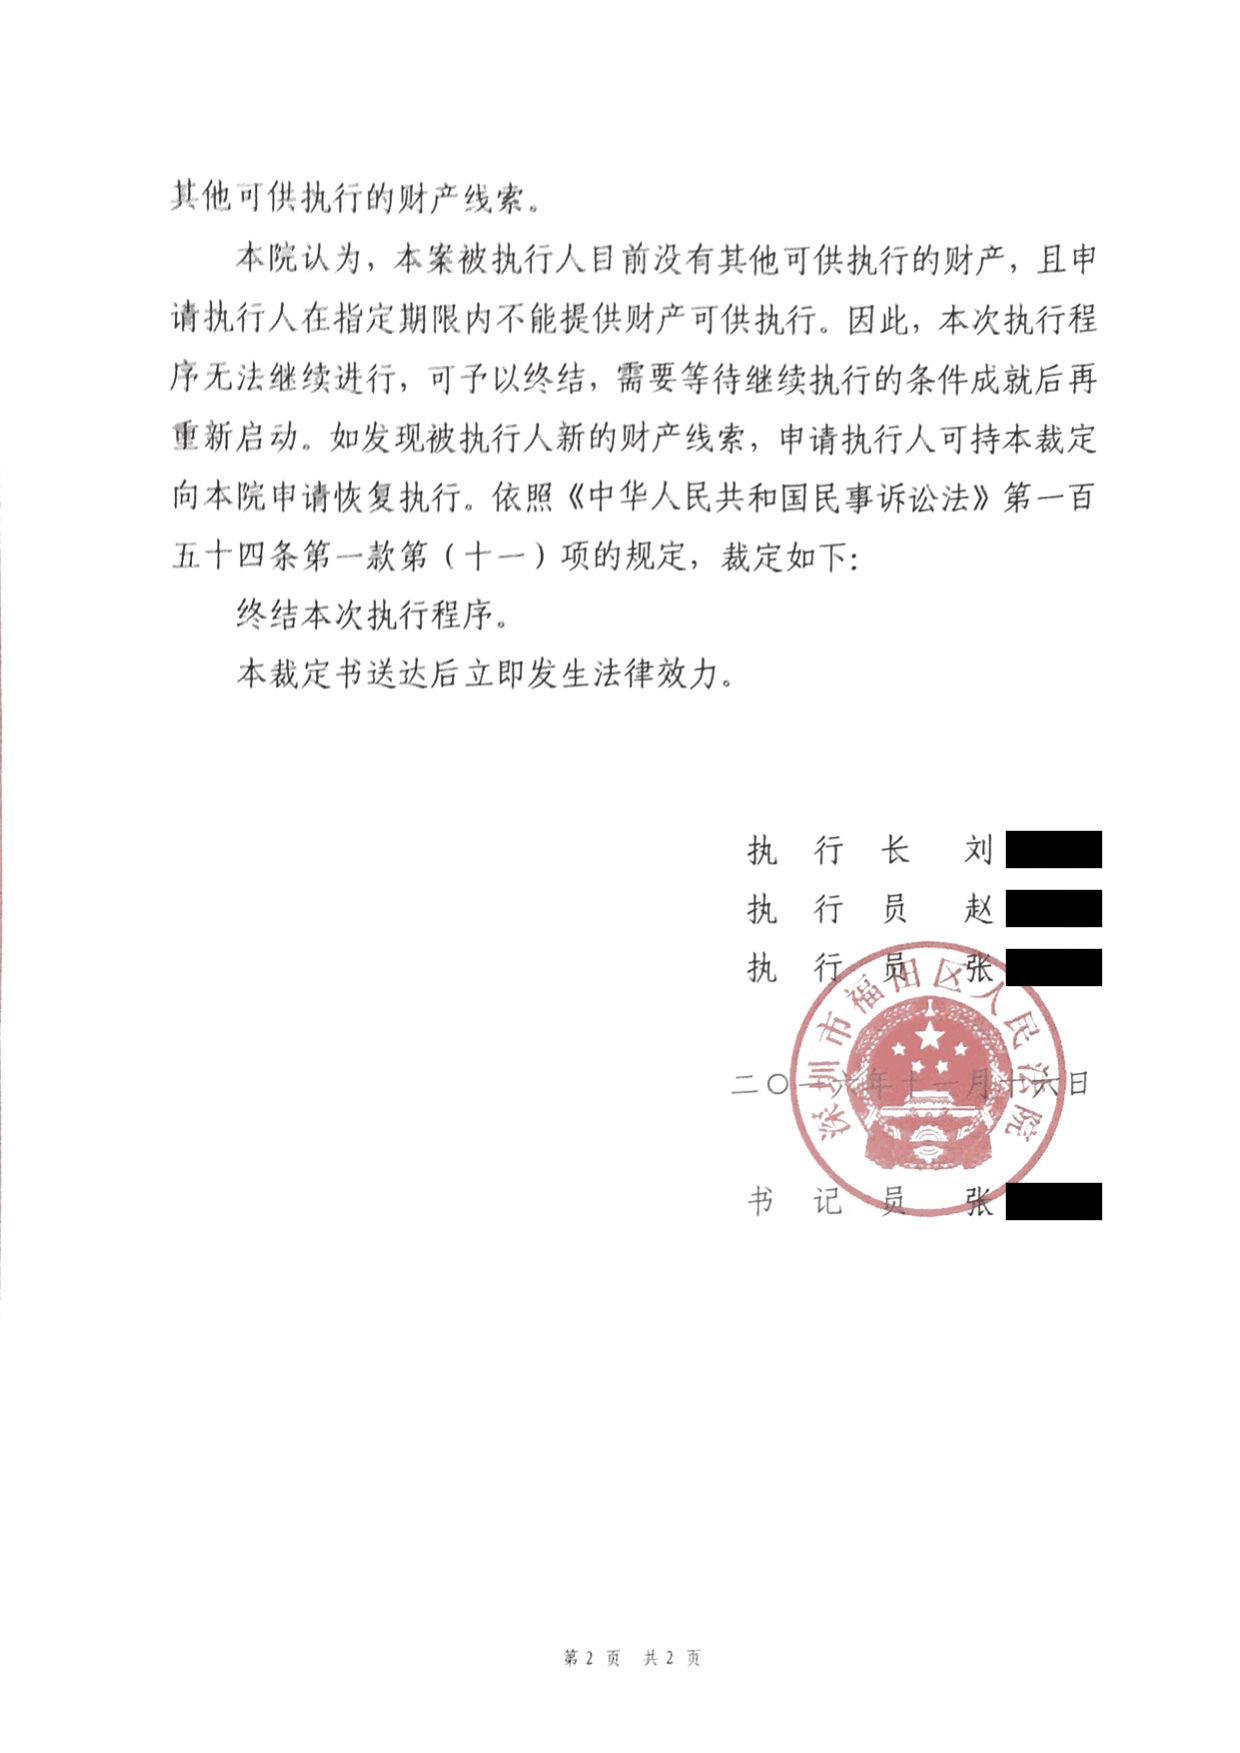 其他可供执行的财产线索。
本院认为，本案被执行人目前没有其他可供执行的财产，且申
请执行人在指定期限内不能提供财产可供执行。因此，本次执行程
序无法继续进行，可予以终结，需要等待继续执行的条件成就后再
重新启动。如发现被执行人新的财产线索，申请执行人可持本裁定
向本院申请恢复执行。依照《中华人民共和国民事诉讼法》第一百
五十四条第一款第（十一）项的规定，裁定如下：
终结本次执行程序。
本裁定书送达后立即发生法律效力。
执行长 刘
执行员 赵
执行员 张
深圳市福田区人民法院
二〇一六年十一月十六日
书记员 张
第2页 共2页